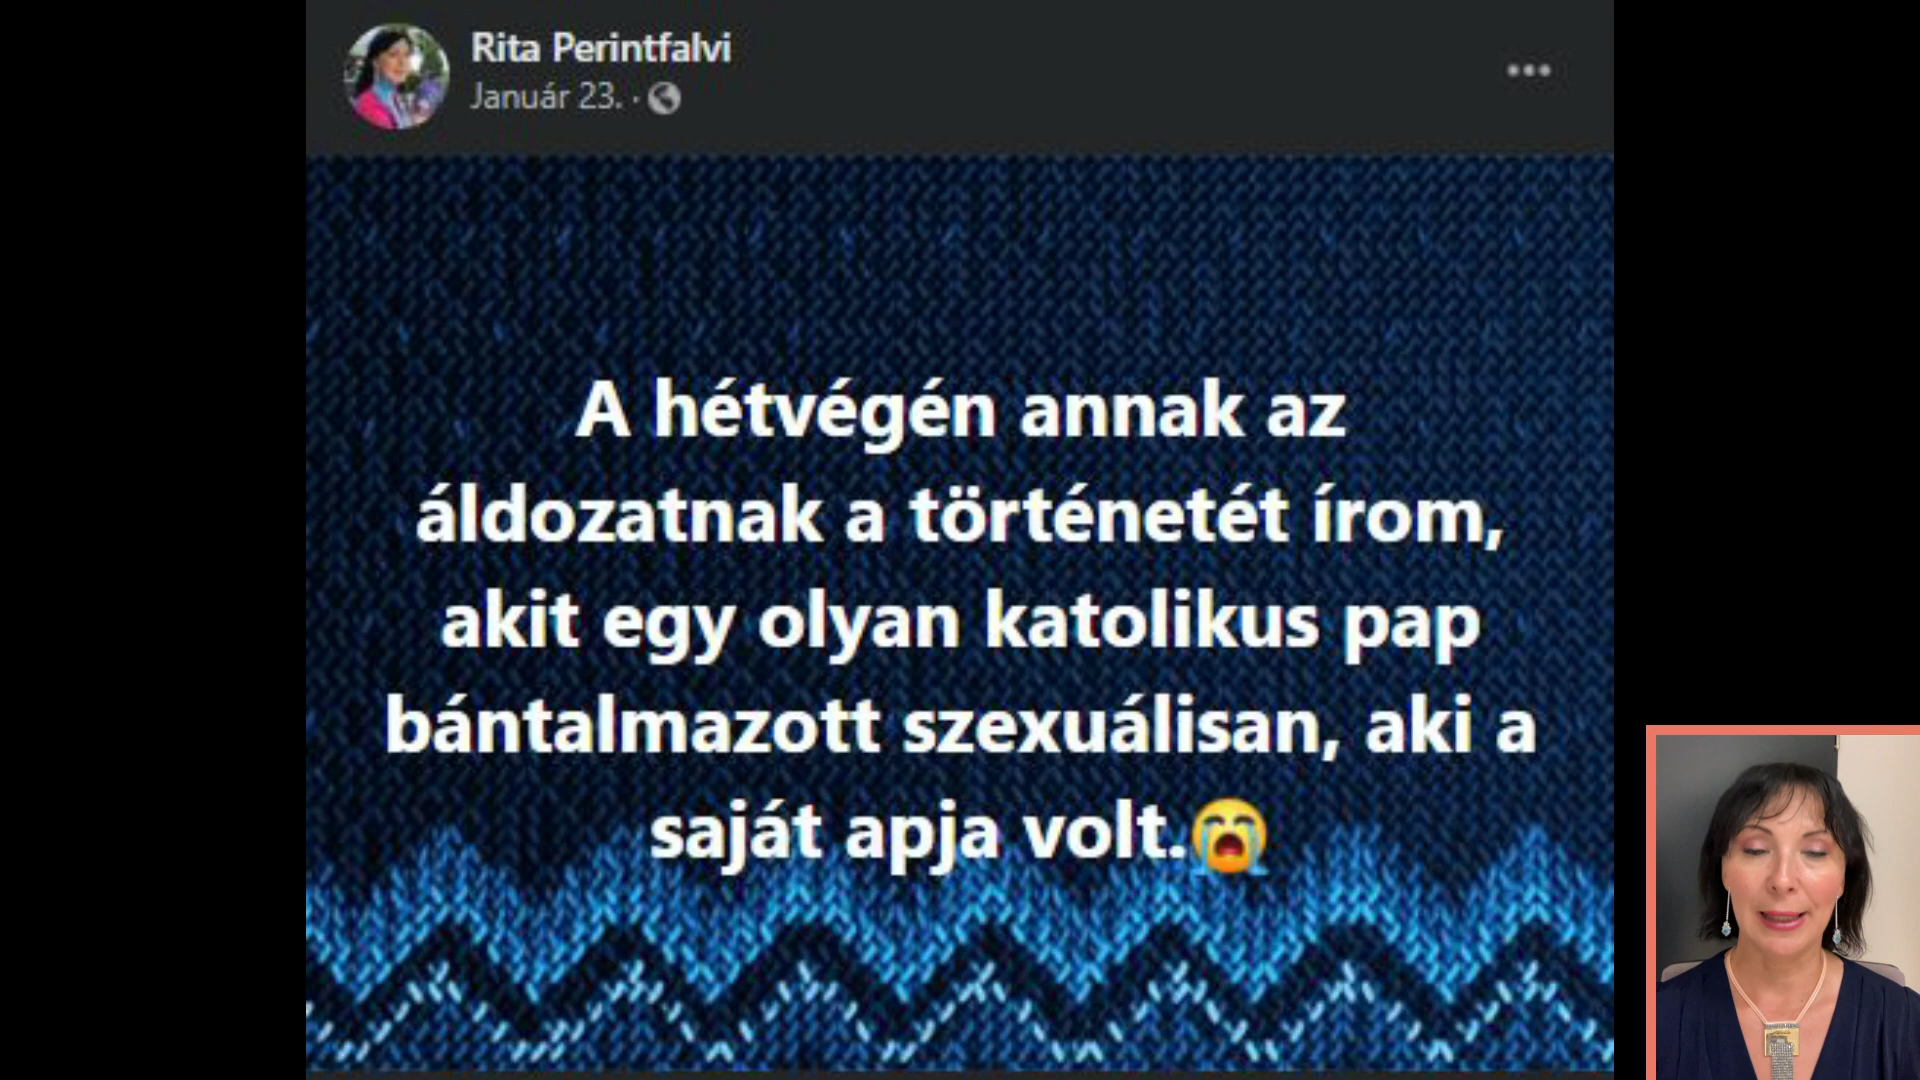 Rita Perintfalvi
Január 23. ·
A hétvégén annak az
áldozatnak a történetét írom,
akit egy olyan katolikus pap
bántalmazott szexuálisan, aki a
saját apja volt.😭